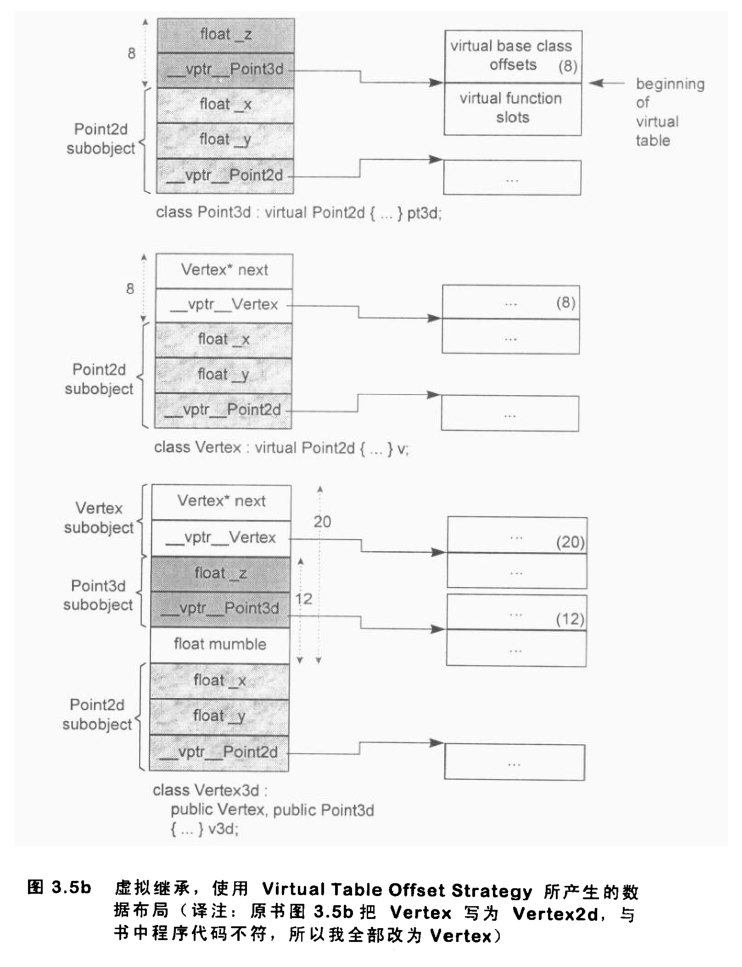 float _z
8
__vptr__Point3d
float _x
Point2d
subobject
float _y
__vptr__Point2d
virtual base class
offsets (8)
virtual function
slots
beginning
of
virtual
table
...
class Point3d : virtual Point2d { ... } pt3d;
Vertex* next
8
__vptr__Vertex
float _x
Point2d
subobject
float _y
__vptr__Point2d
... (8)
...
...
class Vertex : virtual Point2d { ... } v;
Vertex
subobject
Vertex* next
20
__vptr__Vertex
Point3d
subobject
float _z
12
__vptr__Point3d
float mumble
Point2d
subobject
float _x
float _y
__vptr__Point2d
... (20)
...
... (12)
...
...
class Vertex3d :
public Vertex, public Point3d
{ ... } v3d;
图 3.5b 虚拟继承，使用 Virtual Table Offset Strategy 所产生的数
据布局（译注：原书图 3.5b 把 Vertex 写为 Vertex2d，与
书中程序代码不符，所以我全部改为 Vertex）